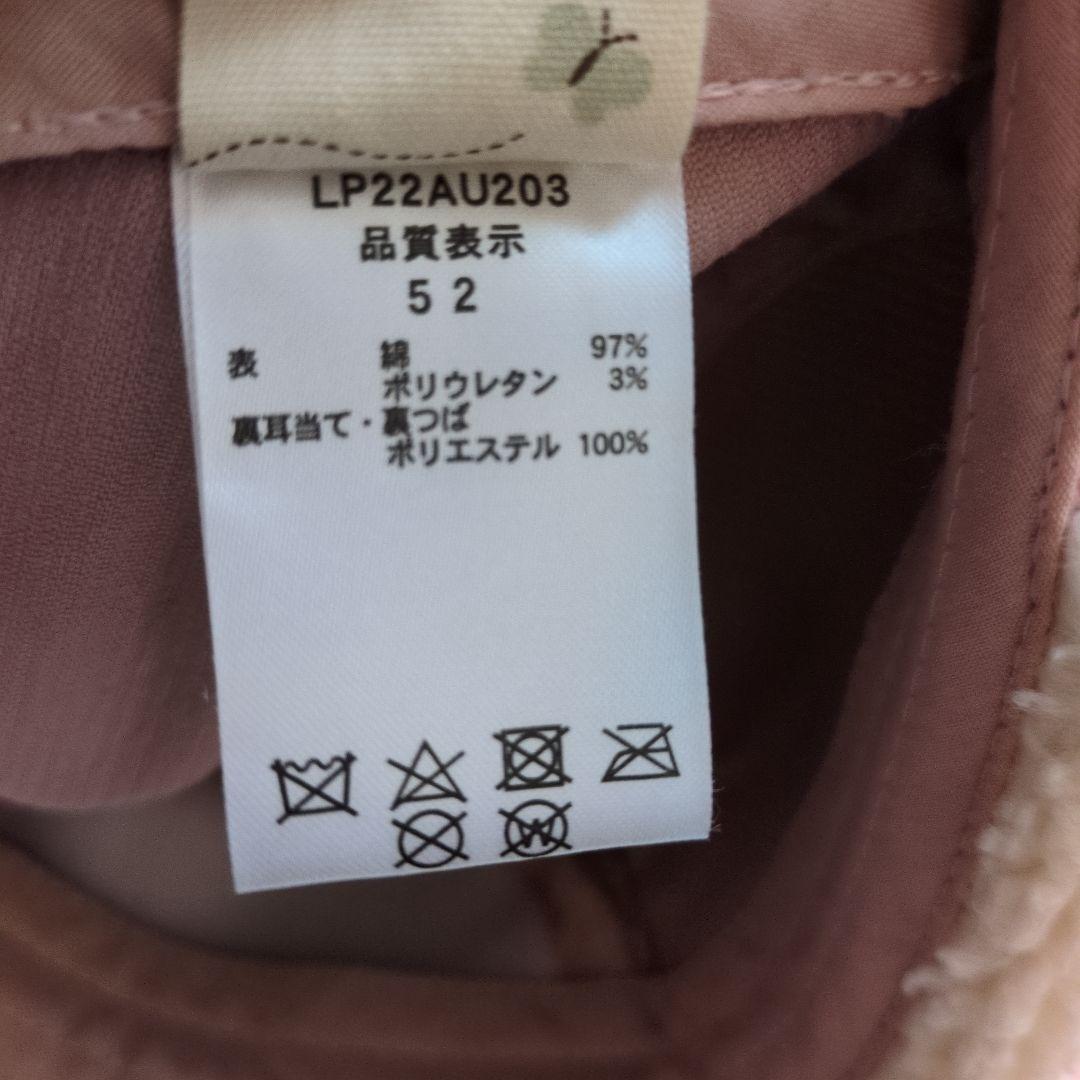 LP22AU203
品質表示
52
表 綿 97%
ポリウレタン 3%
裏耳当て・裏つば
ポリエステル 100%
W